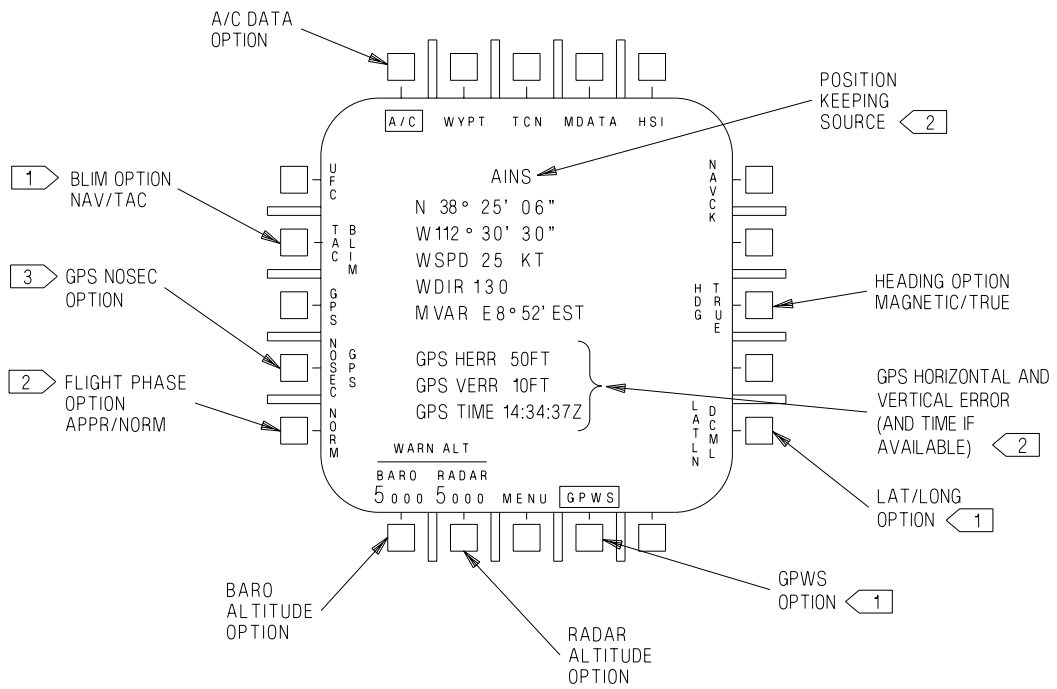 A/C DATA
OPTION
POSITION
KEEPING
SOURCE 2
A/C WYPT TCN MDATA HSI
1 BLIM OPTION
NAV/TAC
3 GPS NOSEC
OPTION
2 FLIGHT PHASE
OPTION
APPR/NORM
UFC
BLIM
TAC
GPS
GPS
NOSEC
NORM
AINS
N 38° 25' 06"
W 112° 30' 30"
WSPD 25 KT
WDIR 130
MVAR E 8° 52' EST
GPS HERR 50FT
GPS VERR 10FT
GPS TIME 14:34:37Z
NAVCK
TRUE
HDG
DCML
LATLN
HEADING OPTION
MAGNETIC/TRUE
GPS HORIZONTAL AND
VERTICAL ERROR
(AND TIME IF
AVAILABLE) 2
LAT/LONG
OPTION 1
WARN ALT
BARO RADAR
5000 5000 MENU GPWS
BARO
ALTITUDE
OPTION
RADAR
ALTITUDE
OPTION
GPWS
OPTION 1